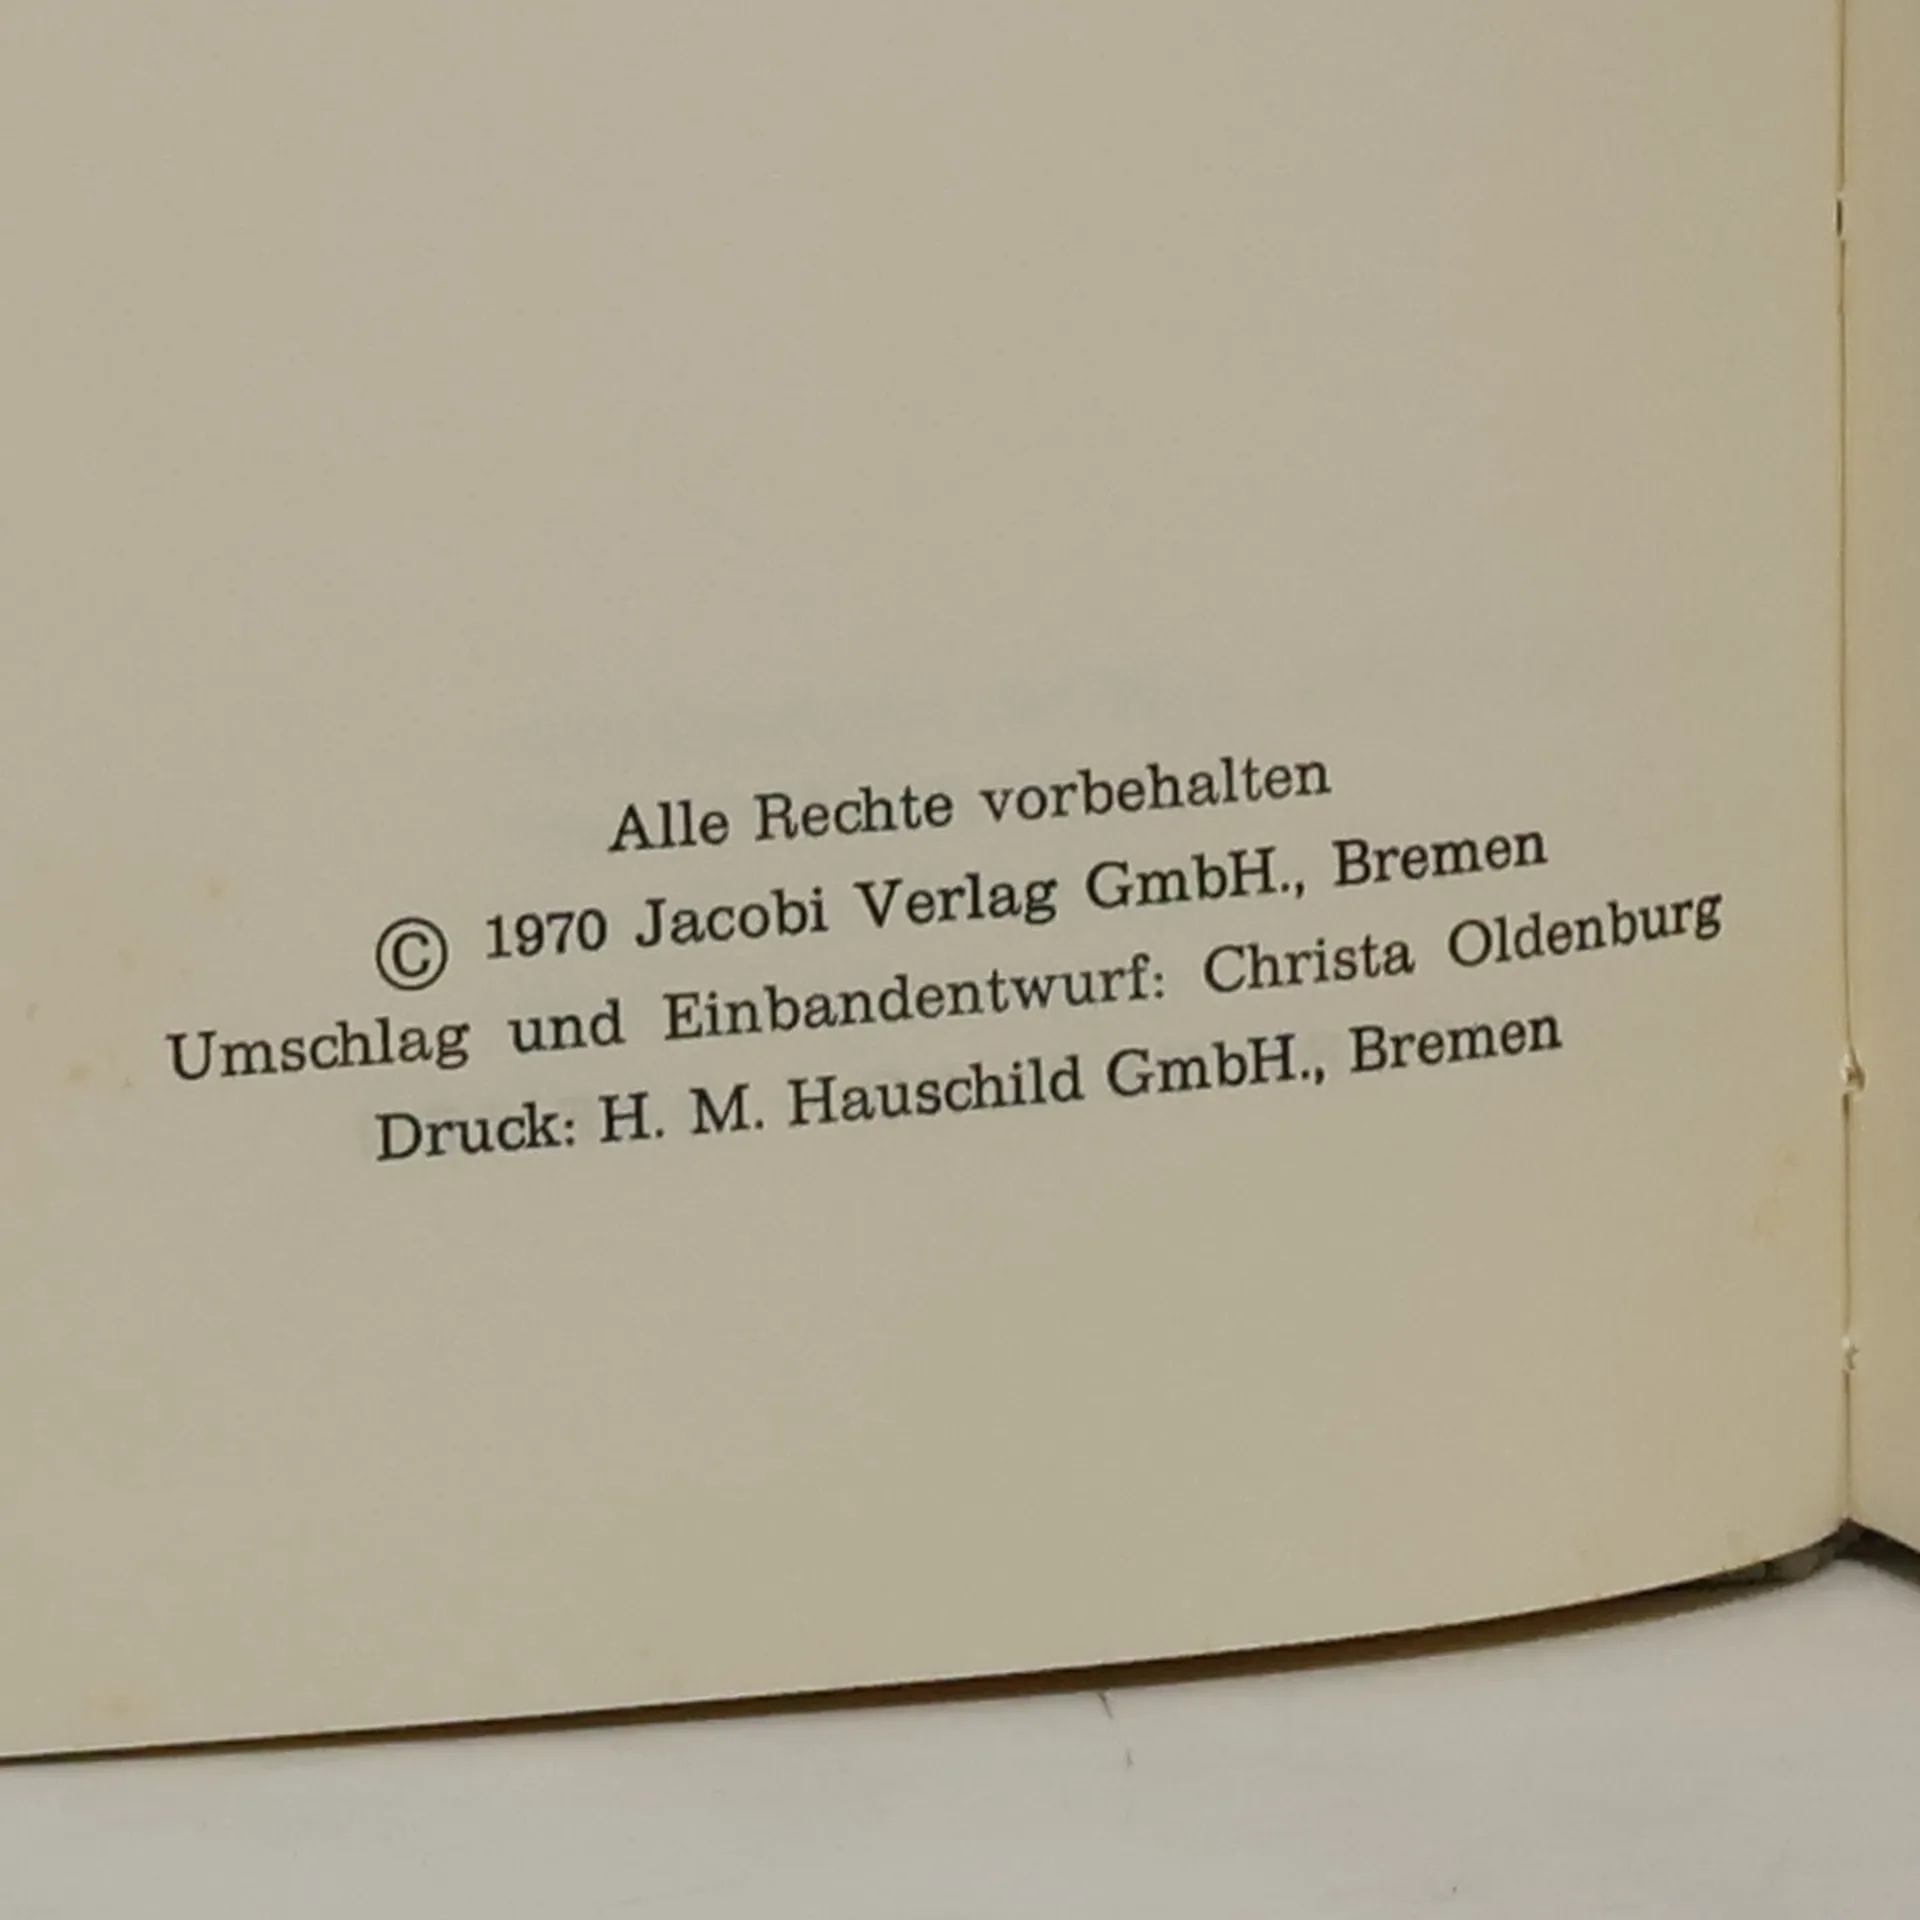 Alle Rechte vorbehalten
© 1970 Jacobi Verlag GmbH., Bremen
Umschlag und Einbandentwurf: Christa Oldenburg
Druck: H. M. Hauschild GmbH., Bremen